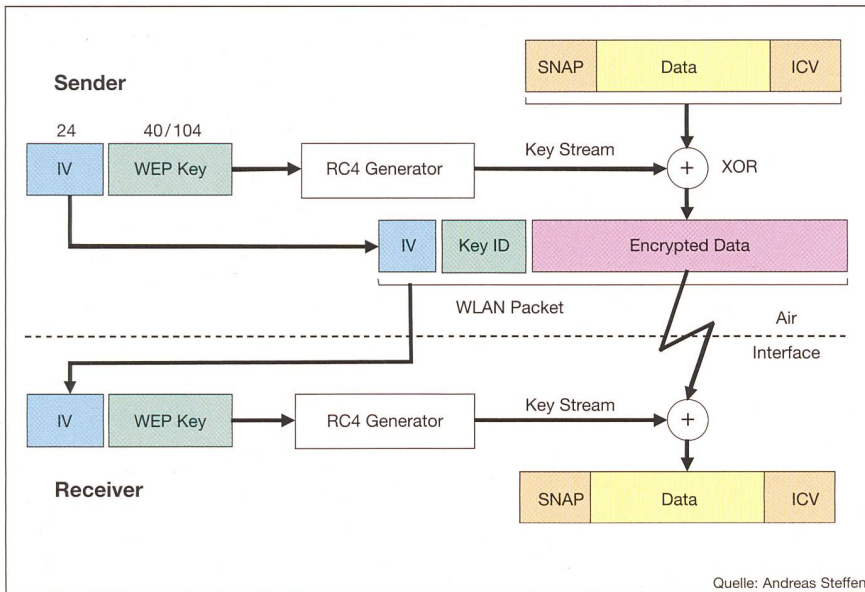 SNAP Data ICV
Sender
24 40/104
IV WEP Key RC4 Generator Key Stream + XOR
IV Key ID Encrypted Data
WLAN Packet
Air
Interface
IV WEP Key RC4 Generator Key Stream +
Receiver
SNAP Data ICV
Quelle: Andreas Steffen